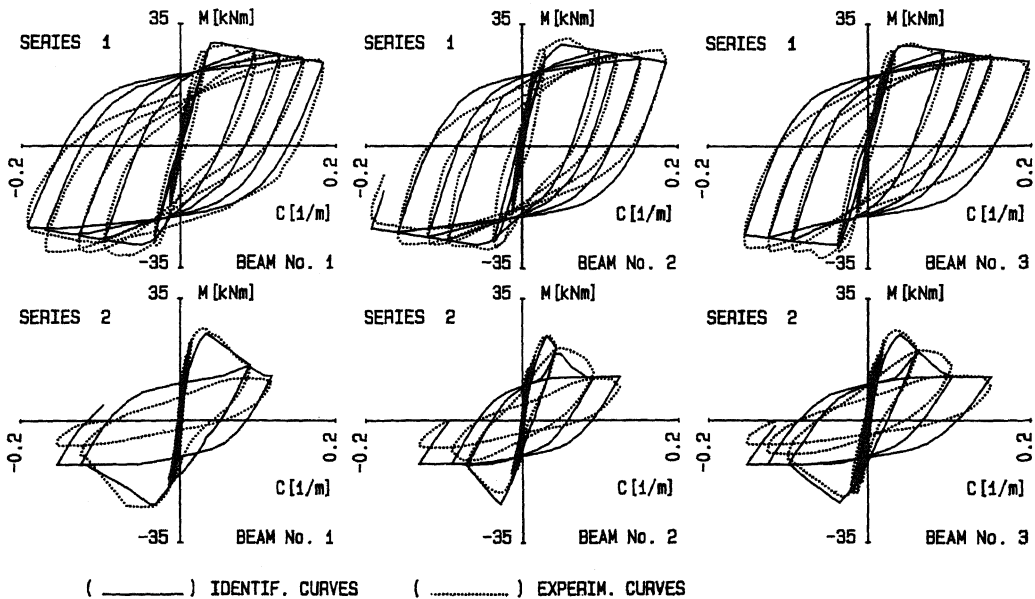 35 M [kNm]
SERIES 1
-0.2
0.2
C [1/m]
-35
BEAM No. 1
35 M [kNm]
SERIES 1
-0.2
0.2
C [1/m]
-35
BEAM No. 2
35 M [kNm]
SERIES 1
-0.2
0.2
C [1/m]
-35
BEAM No. 3
35 M [kNm]
SERIES 2
-0.2
0.2
C [1/m]
-35
BEAM No. 1
35 M [kNm]
SERIES 2
-0.2
0.2
C [1/m]
-35
BEAM No. 2
35 M [kNm]
SERIES 2
-0.2
0.2
C [1/m]
-35
BEAM No. 3
( ) IDENTIF. CURVES ( ) EXPERIM. CURVES